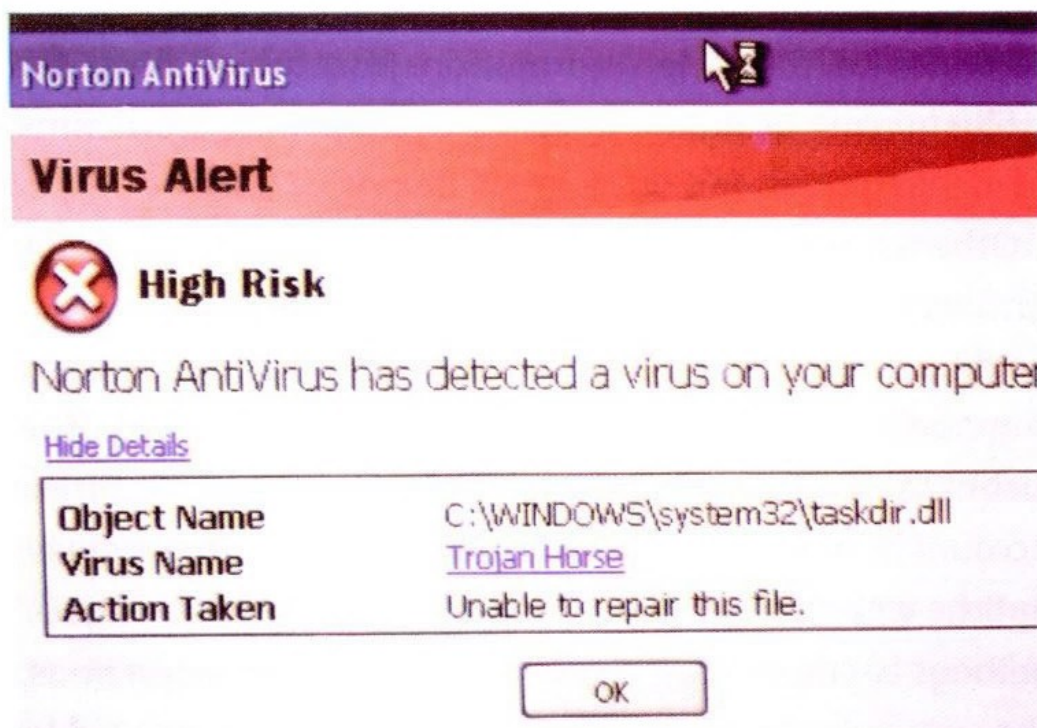 Norton AntiVirus
Virus Alert
High Risk
Norton AntiVirus has detected a virus on your computer
Hide Details
Object Name C:\WINDOWS\system32\taskdir.dll
Virus Name Trojan Horse
Action Taken Unable to repair this file.
OK